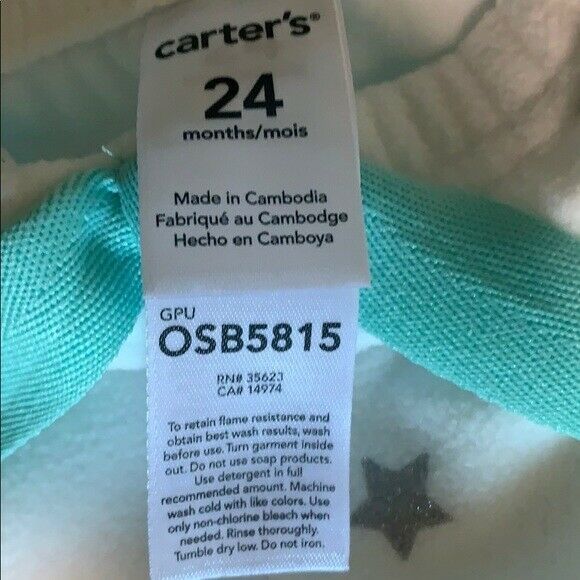 carter's®
24
months/mois
Made in Cambodia
Fabriqué au Cambodge
Hecho en Camboya
GPU
OSB5815
RN# 35623
CA# 14974
To retain flame resistance and
obtain best wash results, wash
before use. Turn garment inside
out. Do not use soap products.
Use detergent in full
recommended amount. Machine
wash cold with like colors. Use
only non-chlorine bleach when
needed. Rinse thoroughly.
Tumble dry low. Do not iron.